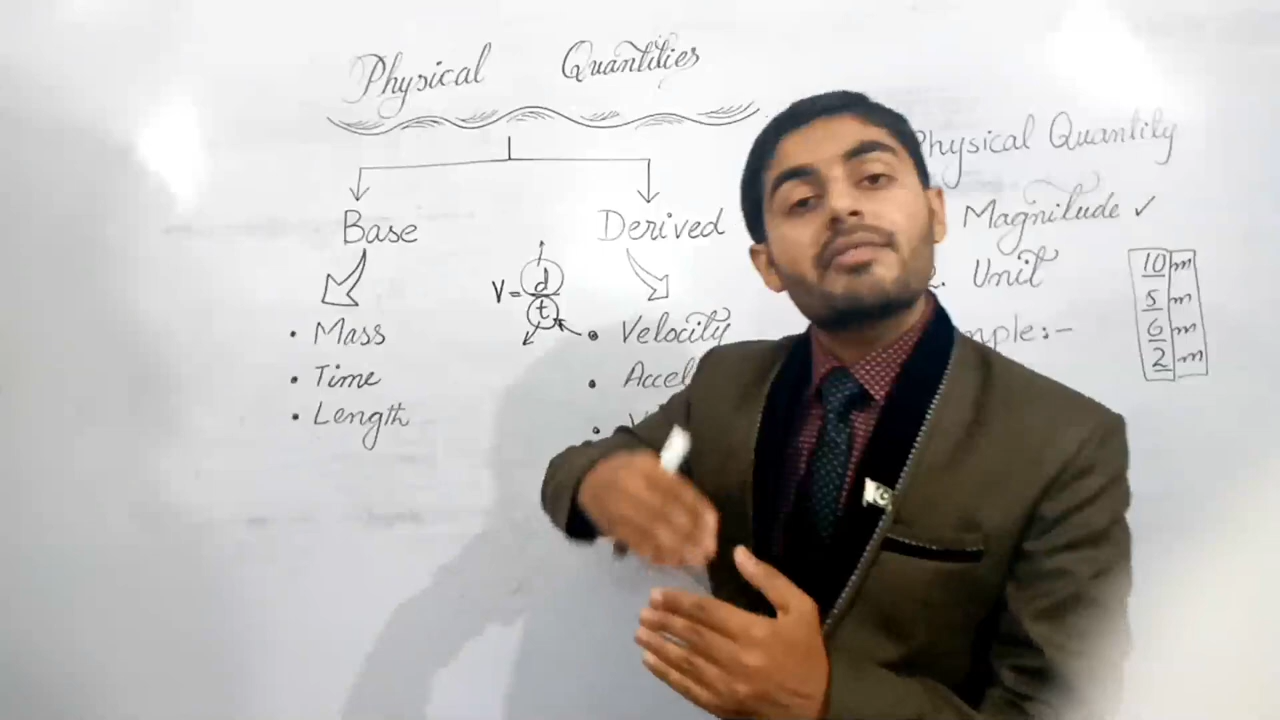 Physical Quantities
Base
Mass
Time
Length
Derived
V = d/t
Velocity
Physical Quantity
Magnitude ✓
Unit
10 m
5 m
6 m
2 m